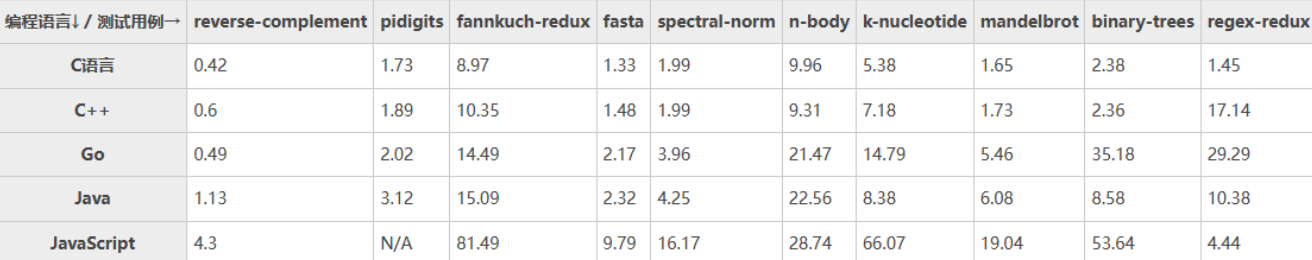 编程语言↓ / 测试用例→ reverse-complement pidigits fannkuch-redux fasta spectral-norm n-body k-nucleotide mandelbrot binary-trees regex-redux
C语言 0.42 1.73 8.97 1.33 1.99 9.96 5.38 1.65 2.38 1.45
C++ 0.6 1.89 10.35 1.48 1.99 9.31 7.18 1.73 2.36 17.14
Go 0.49 2.02 14.49 2.17 3.96 21.47 14.79 5.46 35.18 29.29
Java 1.13 3.12 15.09 2.32 4.25 22.56 8.38 6.08 8.58 10.38
JavaScript 4.3 N/A 81.49 9.79 16.17 28.74 66.07 19.04 53.64 4.44